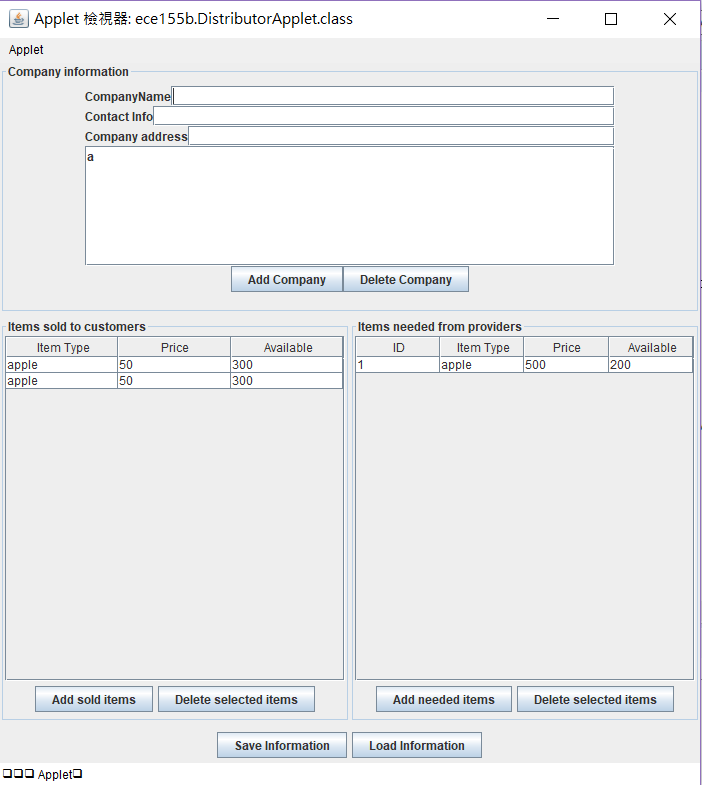 Applet 檢視器: ece155b.DistributorApplet.class
Applet
Company information
CompanyName
Contact Info
Company address
a
Add Company Delete Company
Items sold to customers
Item Type Price Available
apple 50 300
apple 50 300
Add sold items Delete selected items
Items needed from providers
ID Item Type Price Available
1 apple 500 200
Add needed items Delete selected items
Save Information Load Information
❑❑❑ Applet❑